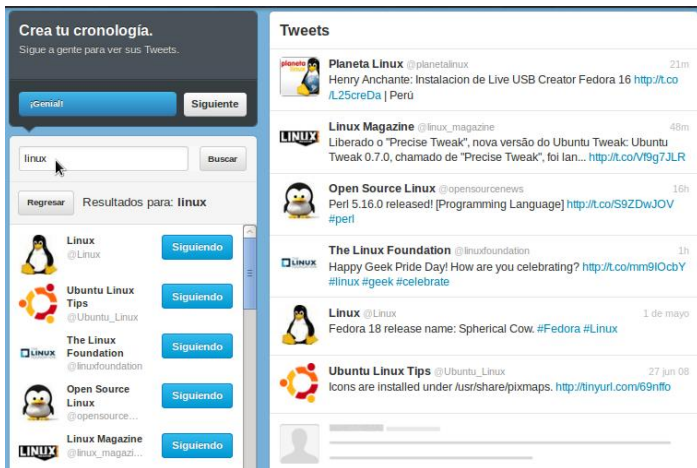 Crea tu cronología.
Sigue a gente para ver sus Tweets.
¡Genial!
Siguiente
linux
Buscar
Regresar
Resultados para: linux
Linux
@Linux
Siguiendo
Ubuntu Linux
Tips
@Ubuntu_Linux
Siguiendo
The Linux
Foundation
@linuxfoundation
Siguiendo
Open Source
Linux
@opensource...
Siguiendo
Linux Magazine
@linux_magazi...
Siguiendo
Tweets
Planeta Linux @planetalinux 21m
Henry Anchante: Instalacion de Live USB Creator Fedora 16 http://t.co
/L25creDa | Perú
Linux Magazine @linux_magazine 48m
Liberado o "Precise Tweak", nova versão do Ubuntu Tweak: Ubuntu
Tweak 0.7.0, chamado de "Precise Tweak", foi lan... http://t.co/Vf9g7JLR
Open Source Linux @opensourcenews 16h
Perl 5.16.0 released! [Programming Language] http://t.co/S9ZDwJOV
#perl
The Linux Foundation @linuxfoundation 1h
Happy Geek Pride Day! How are you celebrating? http://t.co/mm9IOcbY
#linux #geek #celebrate
Linux @Linux 1 de mayo
Fedora 18 release name: Spherical Cow. #Fedora #Linux
Ubuntu Linux Tips @Ubuntu_Linux 27 jun 08
Icons are installed under /usr/share/pixmaps. http://tinyurl.com/69nffo